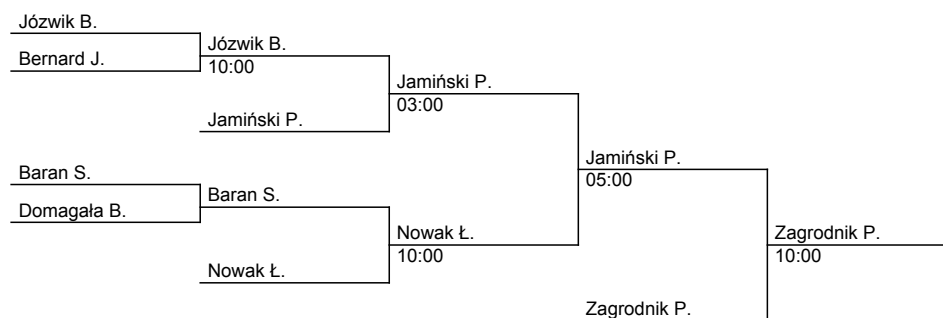 Józwik B.
Bernard J.
Józwik B.
10:00
Jamiński P.
Jamiński P.
03:00
Baran S.
Domagała B.
Baran S.
Nowak Ł.
Nowak Ł.
10:00
Jamiński P.
05:00
Zagrodnik P.
Zagrodnik P.
10:00